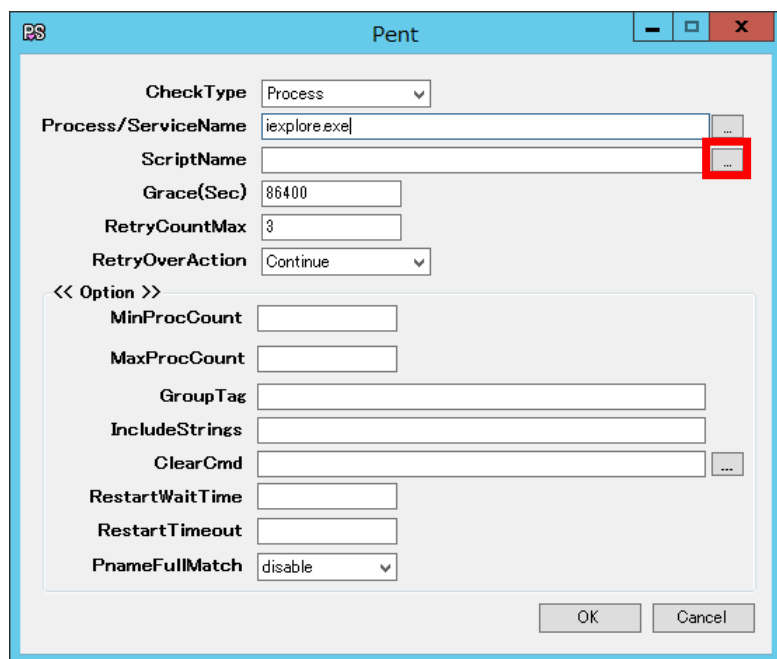 PS Pent
CheckType Process
Process/ServiceName iexplore.exe ...
ScriptName ...
Grace(Sec) 86400
RetryCountMax 3
RetryOverAction Continue
<< Option >>
MinProcCount
MaxProcCount
GroupTag
IncludeStrings
ClearCmd ...
RestartWaitTime
RestartTimeout
PnameFullMatch disable
OK Cancel